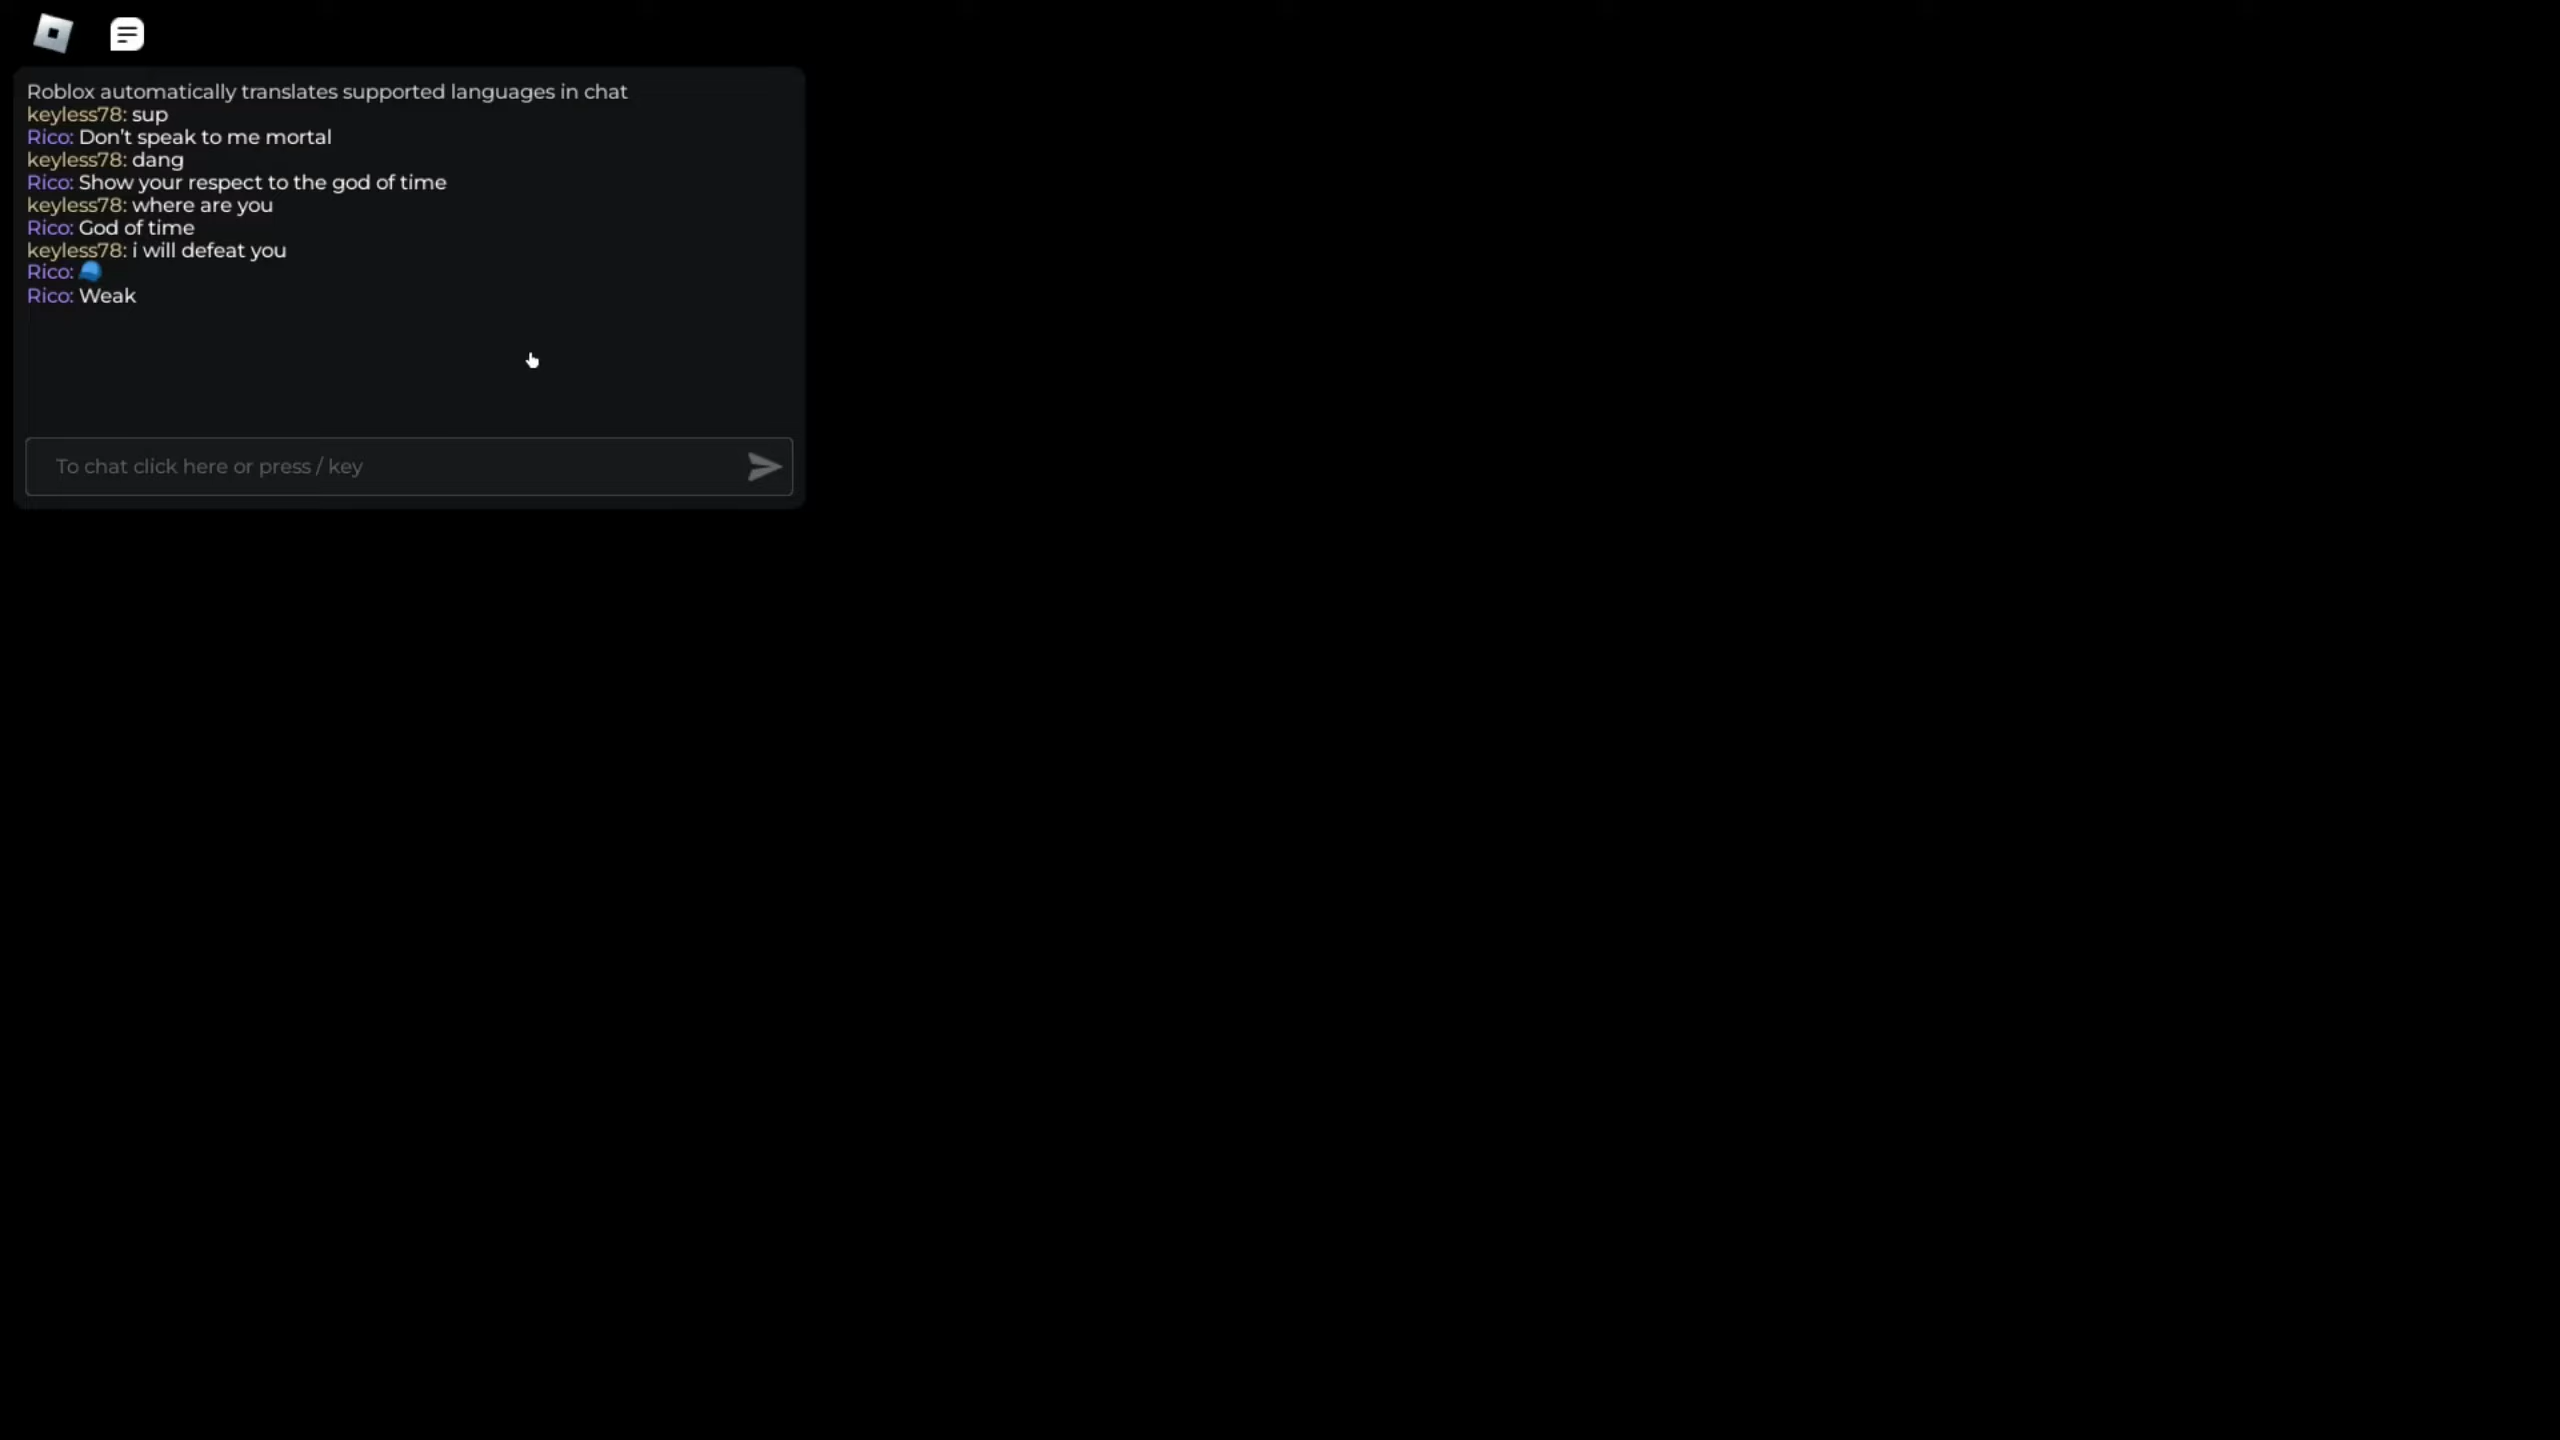 Roblox automatically translates supported languages in chat
keyless78: sup
Rico: Don't speak to me mortal
keyless78: dang
Rico: Show your respect to the god of time
keyless78: where are you
Rico: God of time
keyless78: i will defeat you
Rico: 🧢
Rico: Weak
To chat click here or press / key